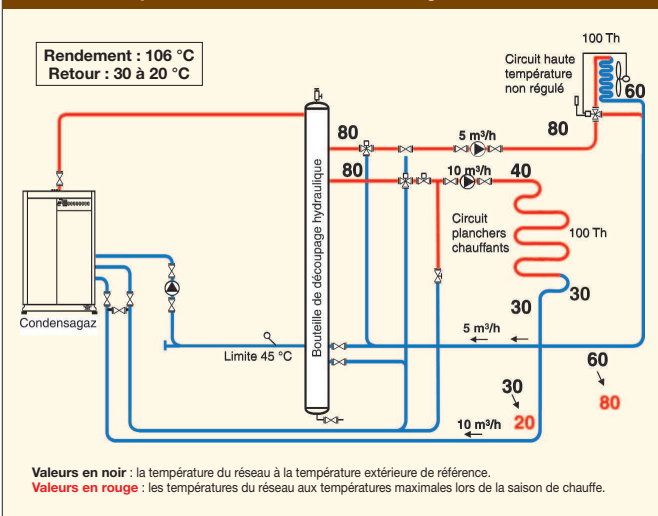 Rendement : 106 °C
Retour : 30 à 20 °C
100 Th
Circuit haute
température
non régulé
60
80
5 m³/h
80
80
10 m³/h
40
Bouteille de découpage hydraulique
Circuit
planchers
chauffants
100 Th
30
30
Condensagaz
Limite 45 °C
5 m³/h
60
80
30
20
10 m³/h
Valeurs en noir : la température du réseau à la température extérieure de référence.
Valeurs en rouge : les températures du réseau aux températures maximales lors de la saison de chauffe.